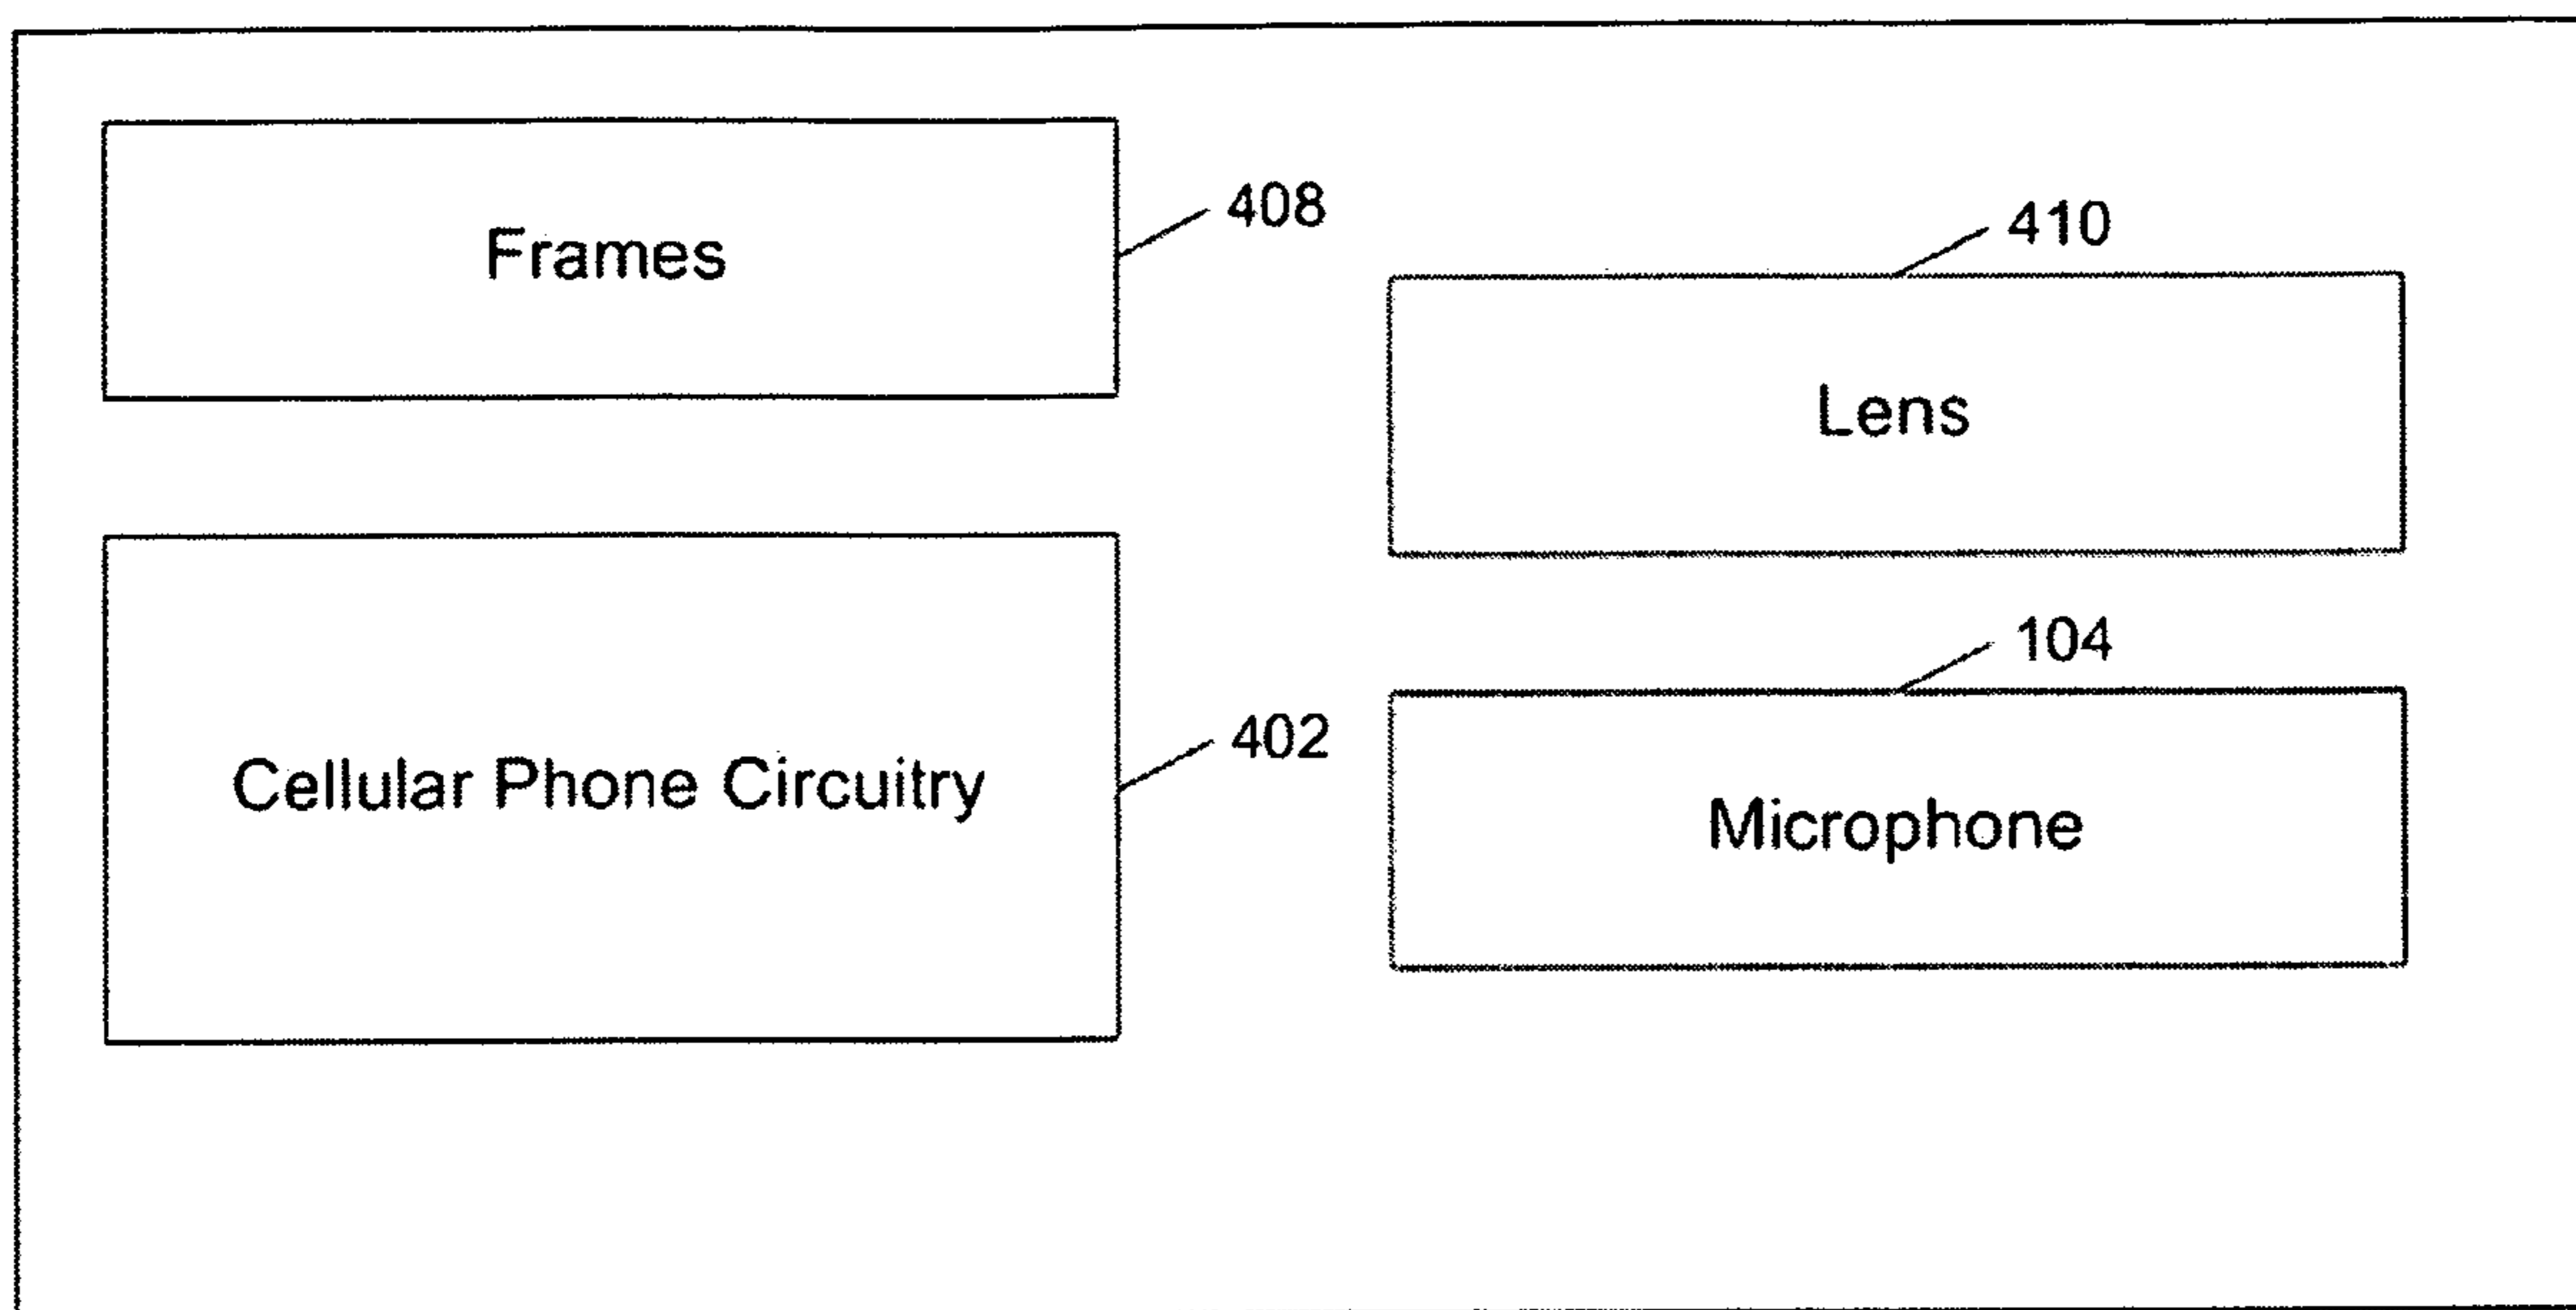 408
Frames
410
Lens
104
402
Cellular Phone Circuitry
Microphone